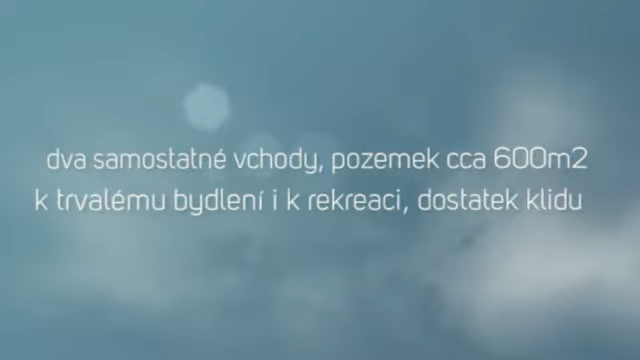 dva samostatné vchody, pozemek cca 600m2
k trvalému bydlení i k rekreaci, dostatek klidu